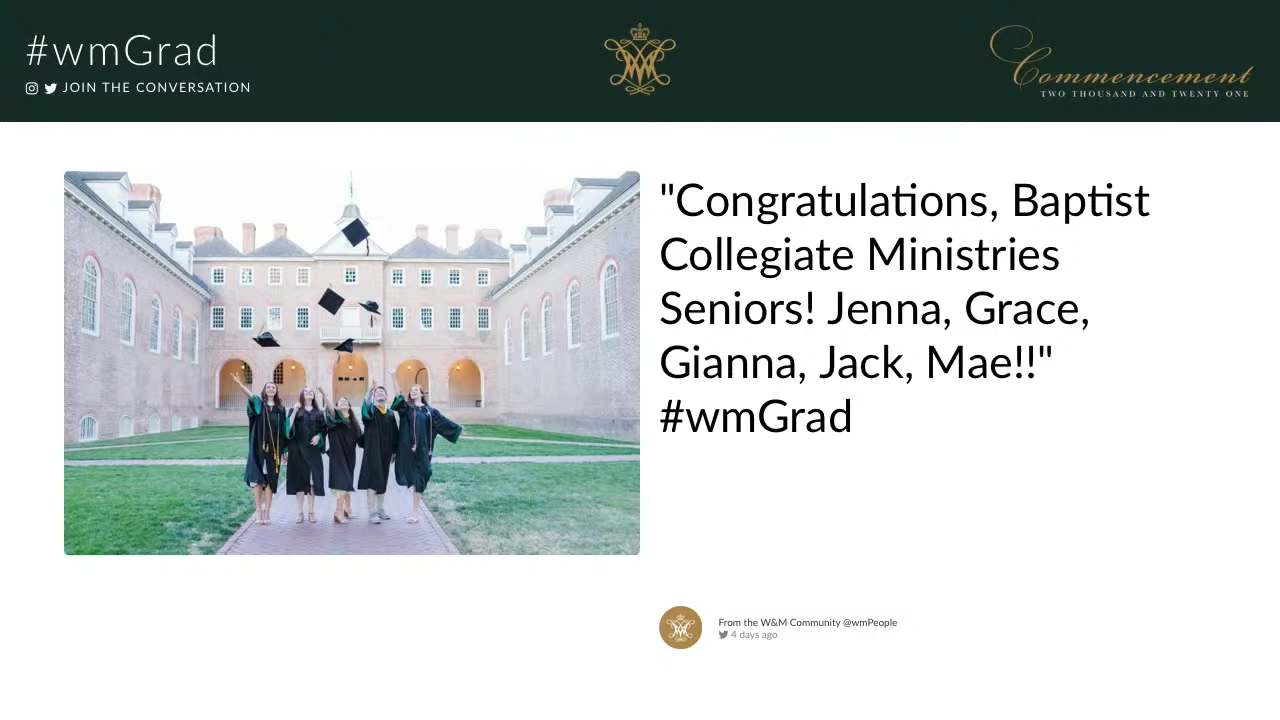 #wmGrad
JOIN THE CONVERSATION
Commencement
TWO THOUSAND AND TWENTY ONE
"Congratulations, Baptist
Collegiate Ministries
Seniors! Jenna, Grace,
Gianna, Jack, Mae!!"
#wmGrad
From the W&M Community @wmPeople
4 days ago